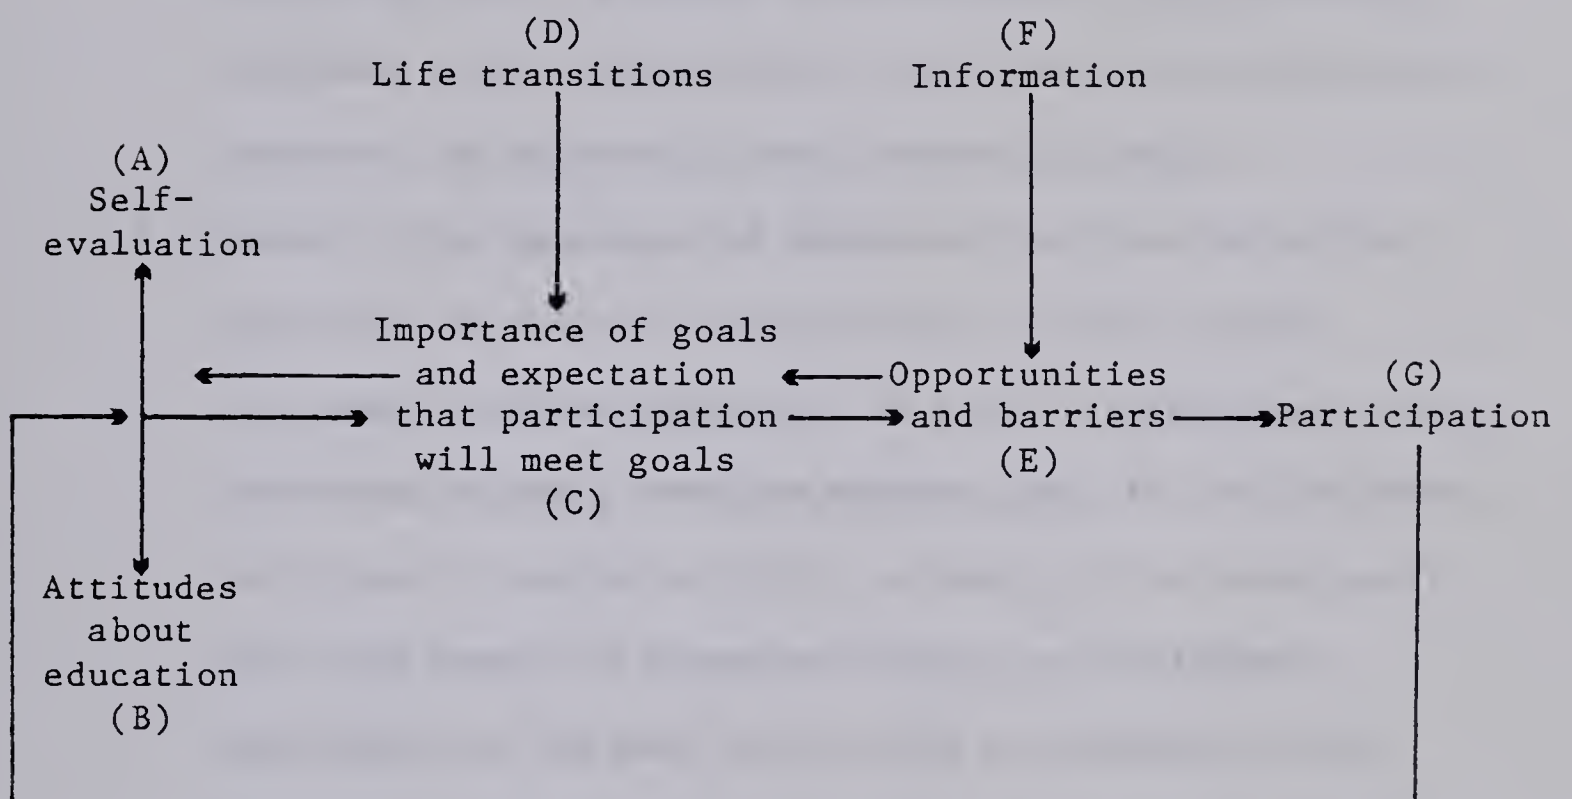 (D)
Life transitions
(F)
Information
(A)
Self-
evaluation
Importance of goals
and expectation
that participation
will meet goals
(C)
Opportunities
and barriers
(E)
(G)
Participation
Attitudes
about
education
(B)